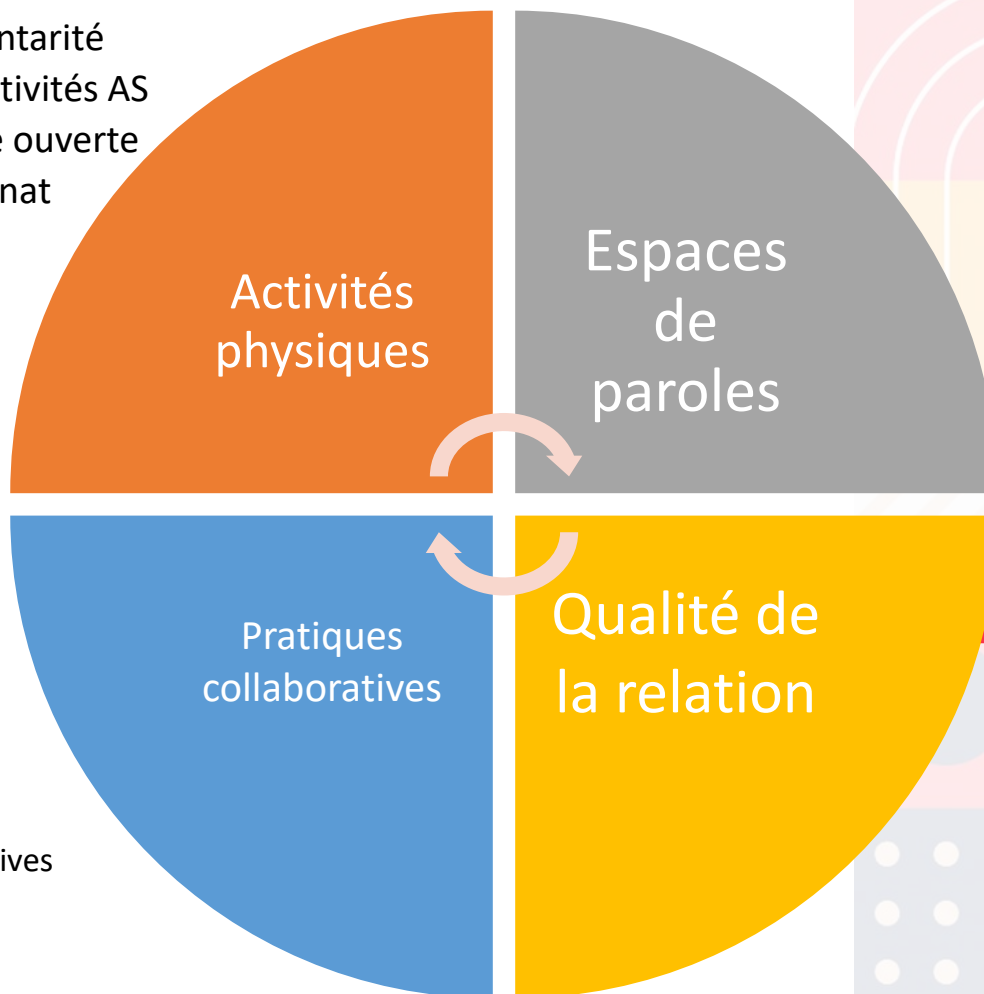 ntarité
tivités AS
e ouverte
nat
Activités
physiques
Espaces
de
paroles
Pratiques
collaboratives
Qualité de
la relation
ives